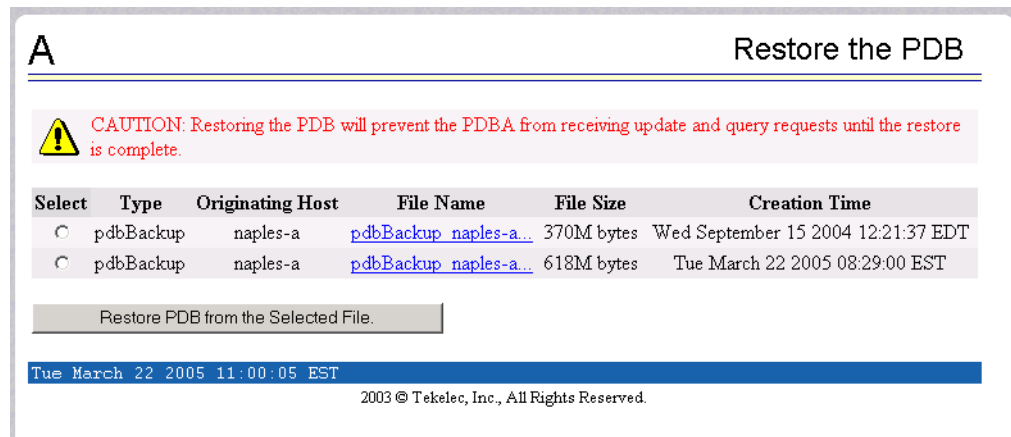 A
Restore the PDB
CAUTION: Restoring the PDB will prevent the PDBA from receiving update and query requests until the restore
is complete.
Select Type Originating Host File Name File Size Creation Time
pdbBackup naples-a pdbBackup_naples-a... 370M bytes Wed September 15 2004 12:21:37 EDT
pdbBackup naples-a pdbBackup_naples-a... 618M bytes Tue March 22 2005 08:29:00 EST
Restore PDB from the Selected File.
Tue March 22 2005 11:00:05 EST
2003 © Tekelec, Inc., All Rights Reserved.